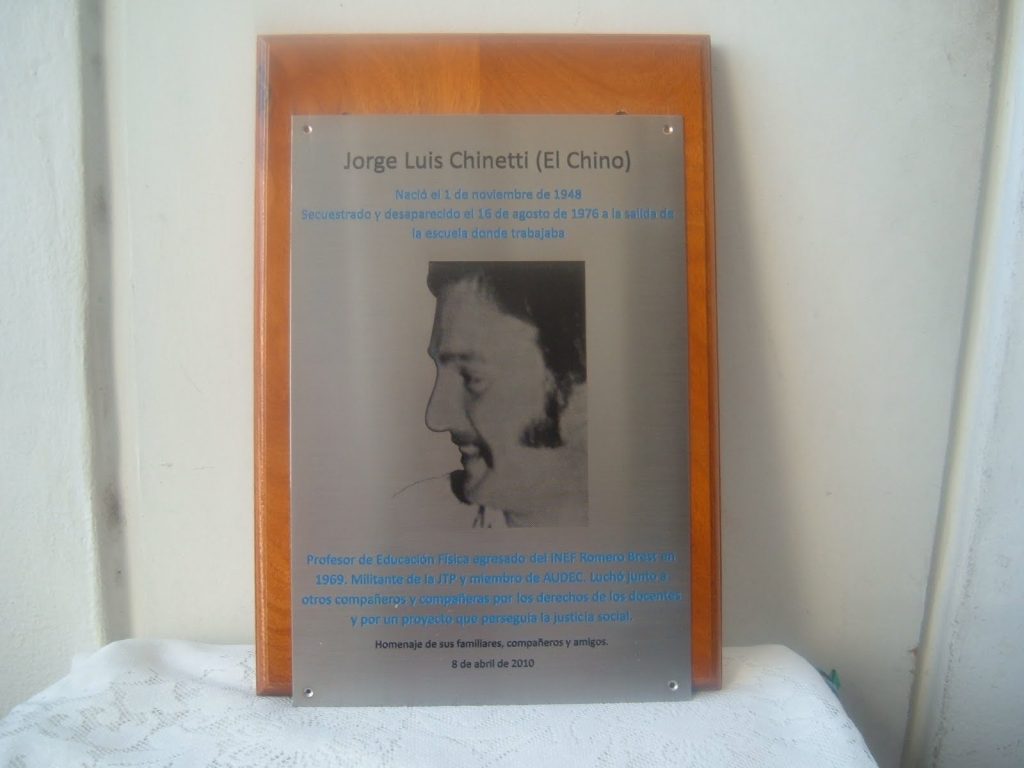 Jorge Luis Chinetti (El Chino)
Nació el 1 de noviembre de 1948
Secuestrado y desaparecido el 16 de agosto de 1976 a la salida de
la escuela donde trabajaba
Profesor de Educación Física egresado del INEF Romero Brest en
1969. Militante de la JTP y miembro de AUDEC. Luchó junto a
otros compañeros y compañeras por los derechos de los docentes
y por un proyecto que perseguía la justicia social.
Homenaje de sus familiares, compañeros y amigos.
8 de abril de 2010